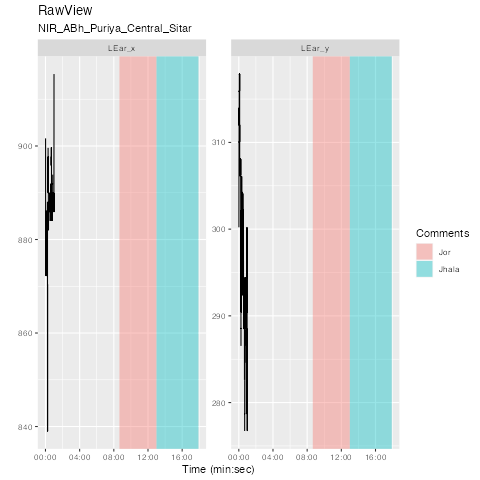 RawView
NIR_ABh_Puriya_Central_Sitar
LEar_x
LEar_y
900
880
860
840
310
300
290
280
00:00 04:00 08:00 12:00 16:00
00:00 04:00 08:00 12:00 16:00
Time (min:sec)
Comments
Jor
Jhala